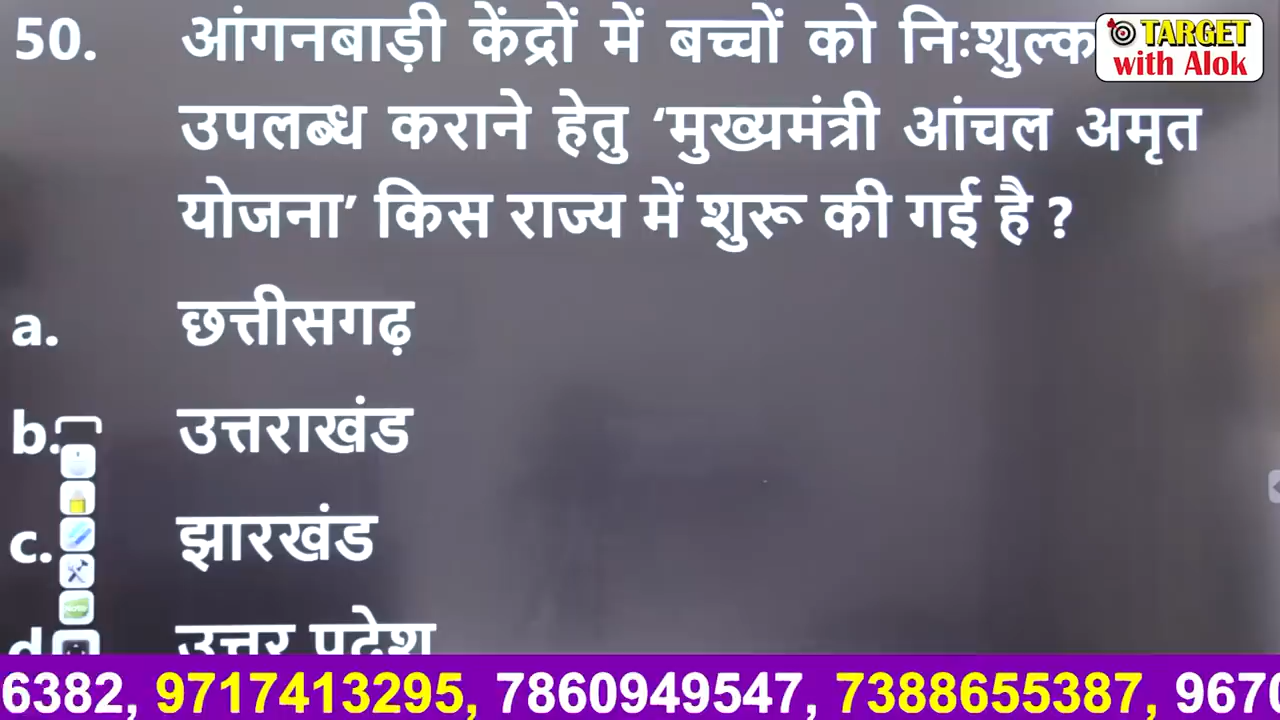 50. आंगनबाड़ी केंद्रों में बच्चों को निःशुल्क
TARGET
with Alok
उपलब्ध कराने हेतु ‘मुख्यमंत्री आंचल अमृत
योजना’ किस राज्य में शुरू की गई है ?
a. छत्तीसगढ़
b. उत्तराखंड
c. झारखंड
d. उत्तर प्रदेश
6382, 9717413295, 7860949547, 7388655387, 9670